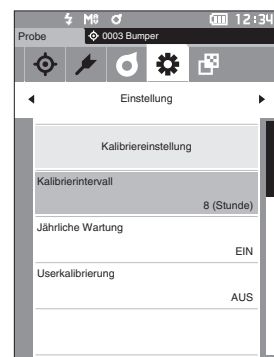 M 12:34
Probe 0003 Bumper
Einstellung
Kalibriereinstellung
Kalibrierintervall
8 (Stunde)
Jährliche Wartung
EIN
Userkalibrierung
AUS